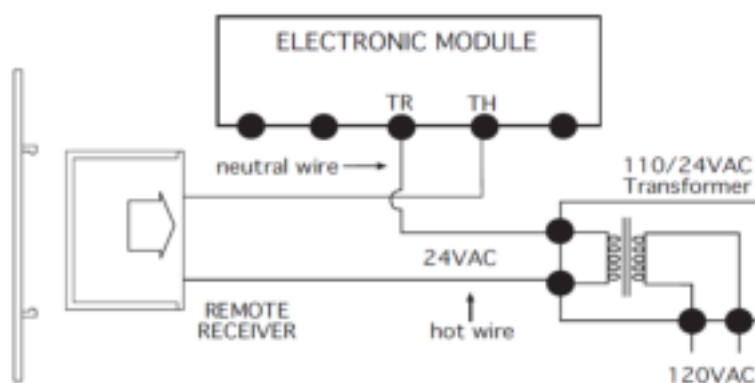 ELECTRONIC MODULE
TR TH
neutral wire
110/24VAC
Transformer
24VAC
REMOTE
RECEIVER
hot wire
120VAC